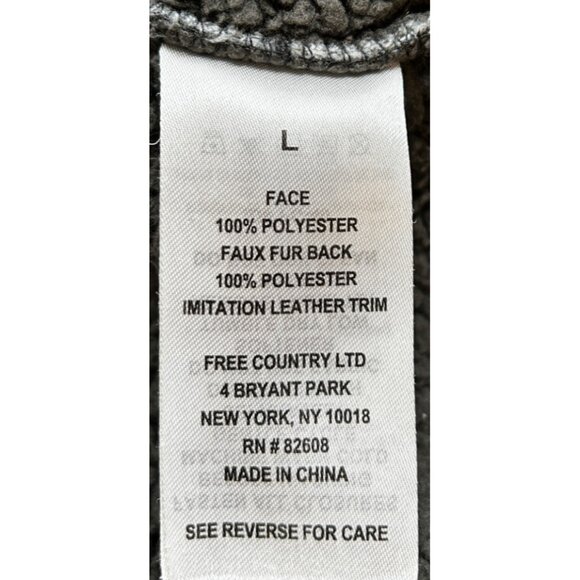 L
FACE
100% POLYESTER
FAUX FUR BACK
100% POLYESTER
IMITATION LEATHER TRIM
FREE COUNTRY LTD
4 BRYANT PARK
NEW YORK, NY 10018
RN # 82608
MADE IN CHINA
SEE REVERSE FOR CARE